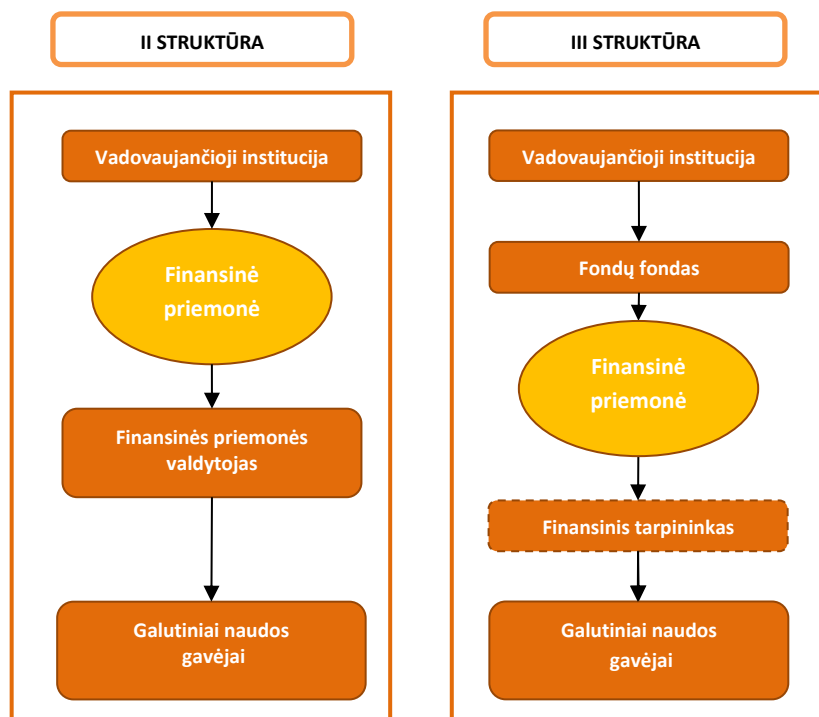 II STRUKTŪRA
Vadovaujančioji institucija
Finansinė
priemonė
Finansinės priemonės
valdytojas
Galutiniai naudos
gavėjai
III STRUKTŪRA
Vadovaujančioji institucija
Fondų fondas
Finansinė
priemonė
Finansinis tarpininkas
Galutiniai naudos
gavėjai